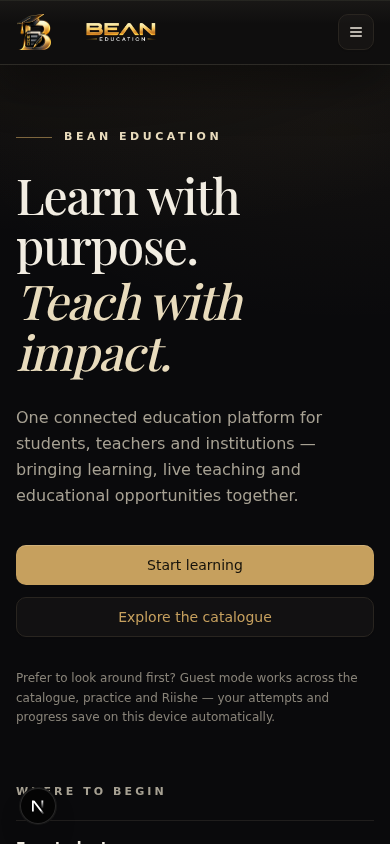 B
BEAN
EDUCATION
BEAN EDUCATION
Learn with
purpose.
Teach with
impact.
One connected education platform for
students, teachers and institutions —
bringing learning, live teaching and
educational opportunities together.
Start learning
Explore the catalogue
Prefer to look around first? Guest mode works across the
catalogue, practice and Riishe — your attempts and
progress save on this device automatically.
TO BEGIN
N